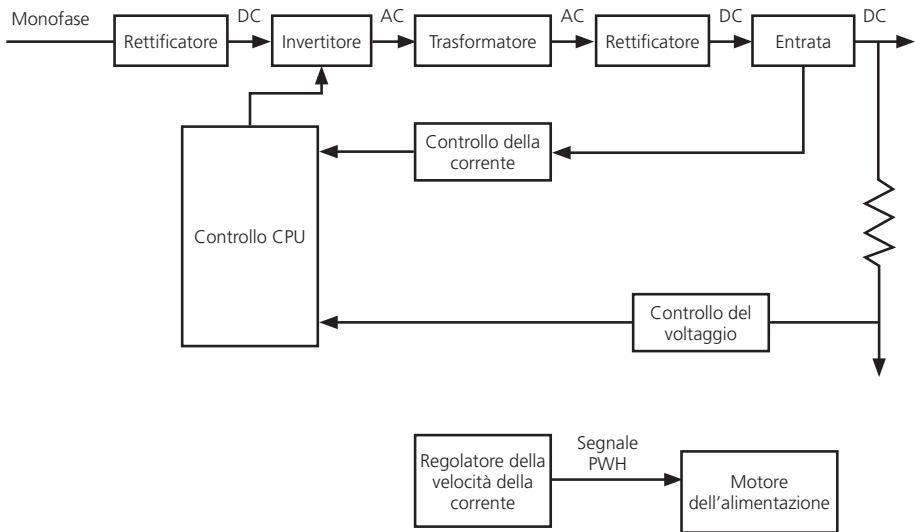 Monofase
DC
AC
AC
DC
DC
Rettificatore
Invertitore
Trasformatore
Rettificatore
Entrata
Controllo della
corrente
Controllo CPU
Controllo del
voltaggio
Regolatore della
velocità della
corrente
Segnale
PWH
Motore
dell'alimentazione